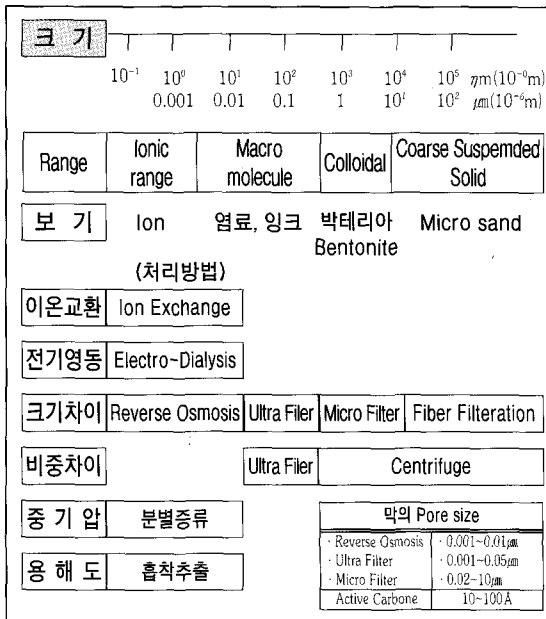 크 기
10⁻¹ 10⁰ 10¹ 10² 10³ 10⁴ 10⁵ ηm(10⁻⁹m)
0.001 0.01 0.1 1 10¹ 10² μm(10⁻⁶m)
Range Ionic range Macro molecule Colloidal Coarse Suspemded Solid
보 기 Ion 염료, 잉크 박테리아 Bentonite Micro sand
(처리방법)
이온교환 Ion Exchange
전기영동 Electro-Dialysis
크기차이 Reverse Osmosis Ultra Filer Micro Filter Fiber Filteration
비중차이 Ultra Filer Centrifuge
중 기 압 분별증류
용 해 도 흡착추출
막의 Pore size
· Reverse Osmosis · 0.001~0.01㎛
· Ultra Filter · 0.001~0.05㎛
· Micro Filter · 0.02~10㎛
Active Carbone 10~100Å